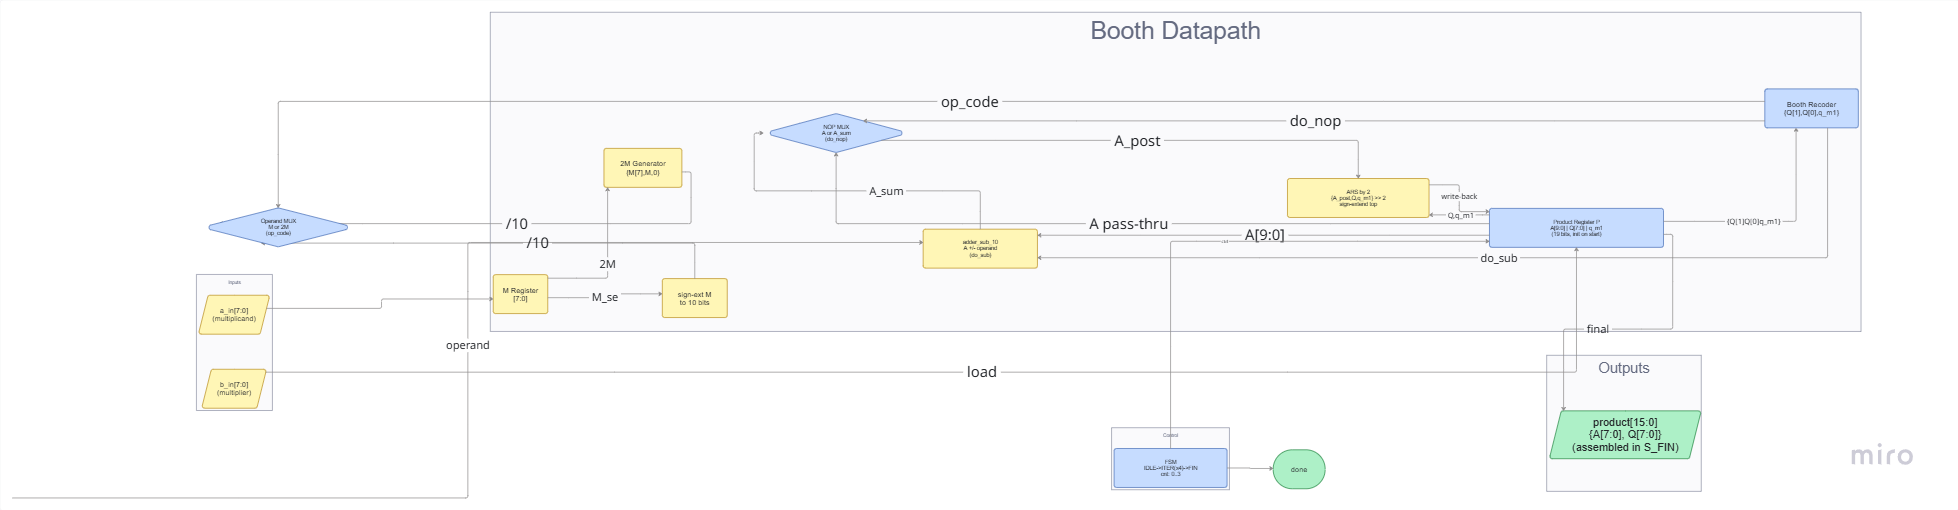 Booth Datapath
op_code
Booth Recoder
(Q[1],Q[0],q_m1)
NOP MUX
A or A_sum
(do_nop)
do_nop
A_post
2M Generator
{M[7],M,0}
A_sum
ARS by 2
{A_post,Q,q_m1} >> 2
sign-extend top
write-back
Q,q_m1
Operand MUX
M or 2M
(op_code)
/10
A pass-thru
Product Register P
A[9:0] | Q[7:0] | q_m1
(19 bits, init on start)
{Q[1]Q[0]q_m1}
/10
adder_sub_10
A +/- operand
(do_sub)
A[9:0]
do_sub
2M
Inputs
M Register
[7:0]
M_se
sign-ext M
to 10 bits
a_in[7:0]
(multiplicand)
final
operand
b_in[7:0]
(multiplier)
load
Outputs
product[15:0]
{A[7:0], Q[7:0]}
(assembled in S_FIN)
Control
FSM
IDLE->ITER(x4)->FIN
cnt: 0..3
done
miro